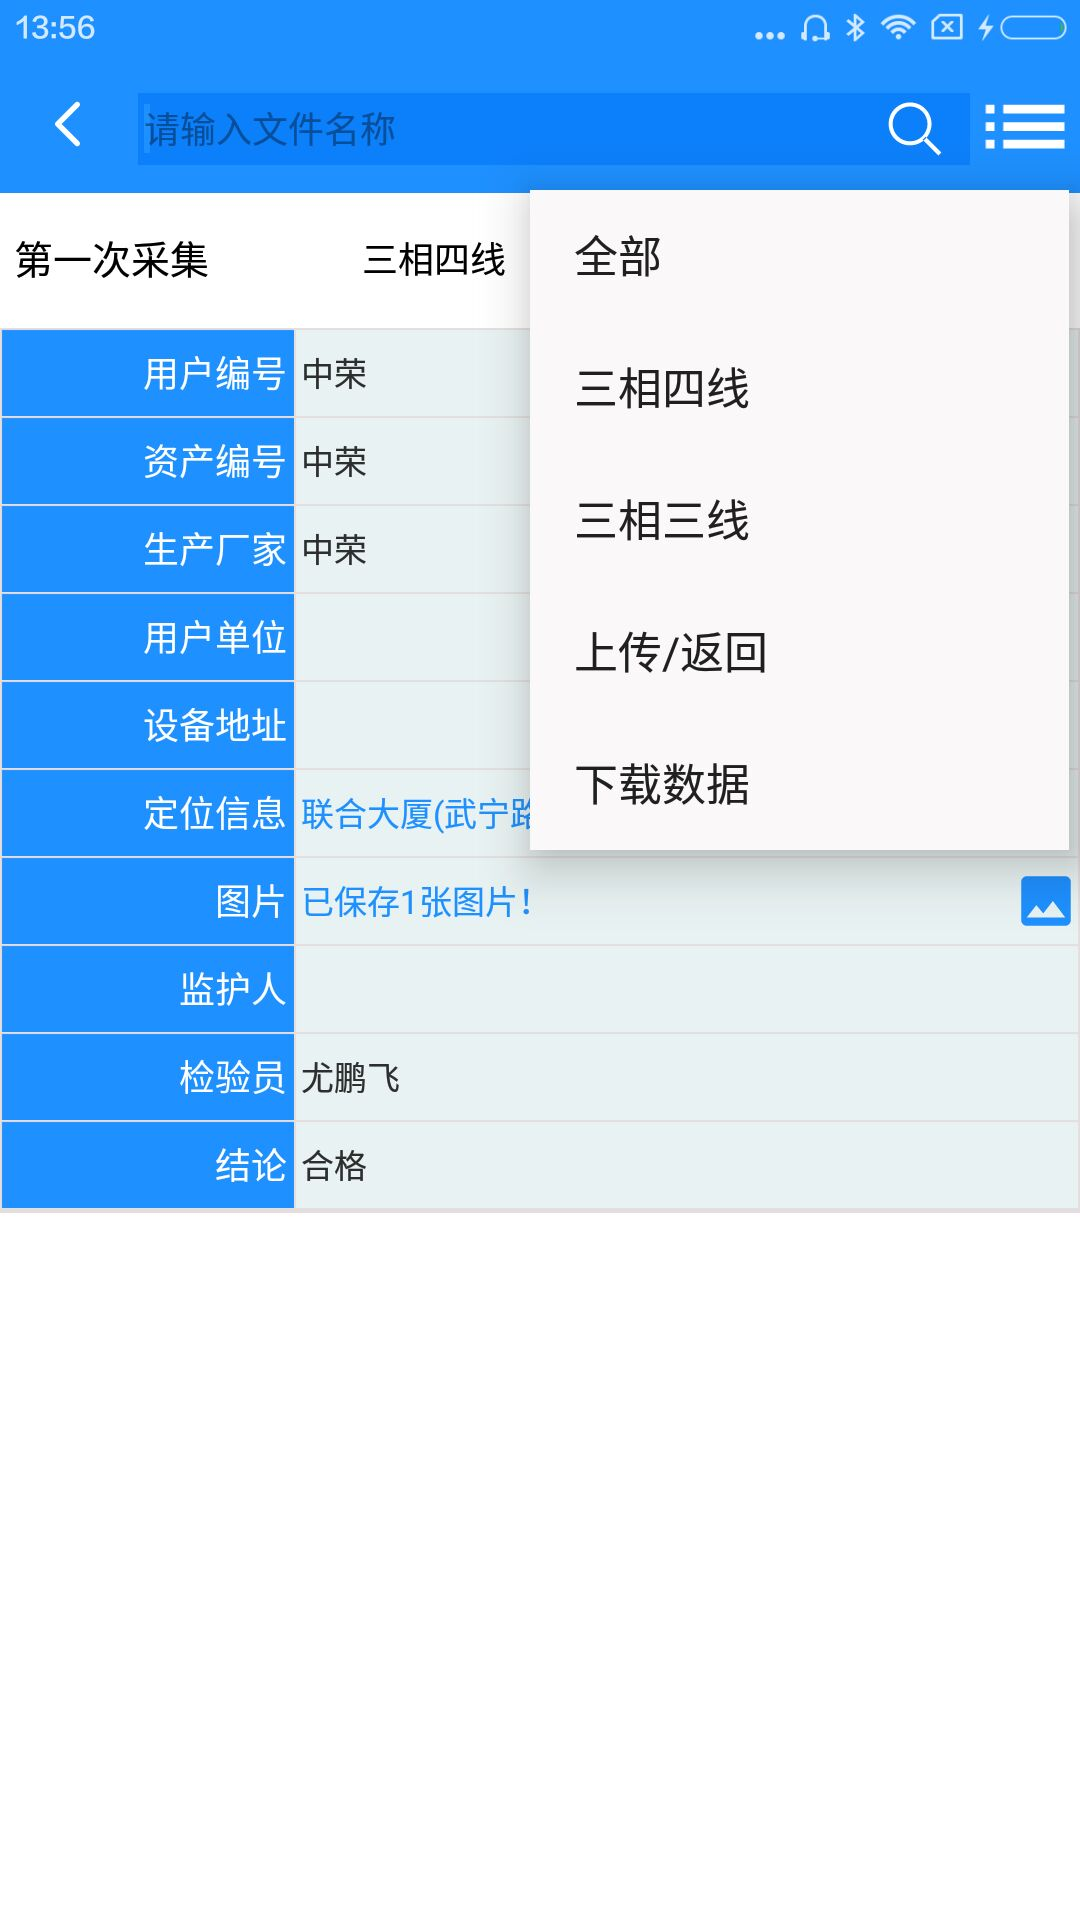 13:56
请输入文件名称
第一次采集 三相四线
全部
三相四线
三相三线
上传/返回
下载数据
用户编号 中荣
资产编号 中荣
生产厂家 中荣
用户单位
设备地址
定位信息 联合大厦(武宁路
图片 已保存1张图片！
监护人
检验员 尤鹏飞
结论 合格